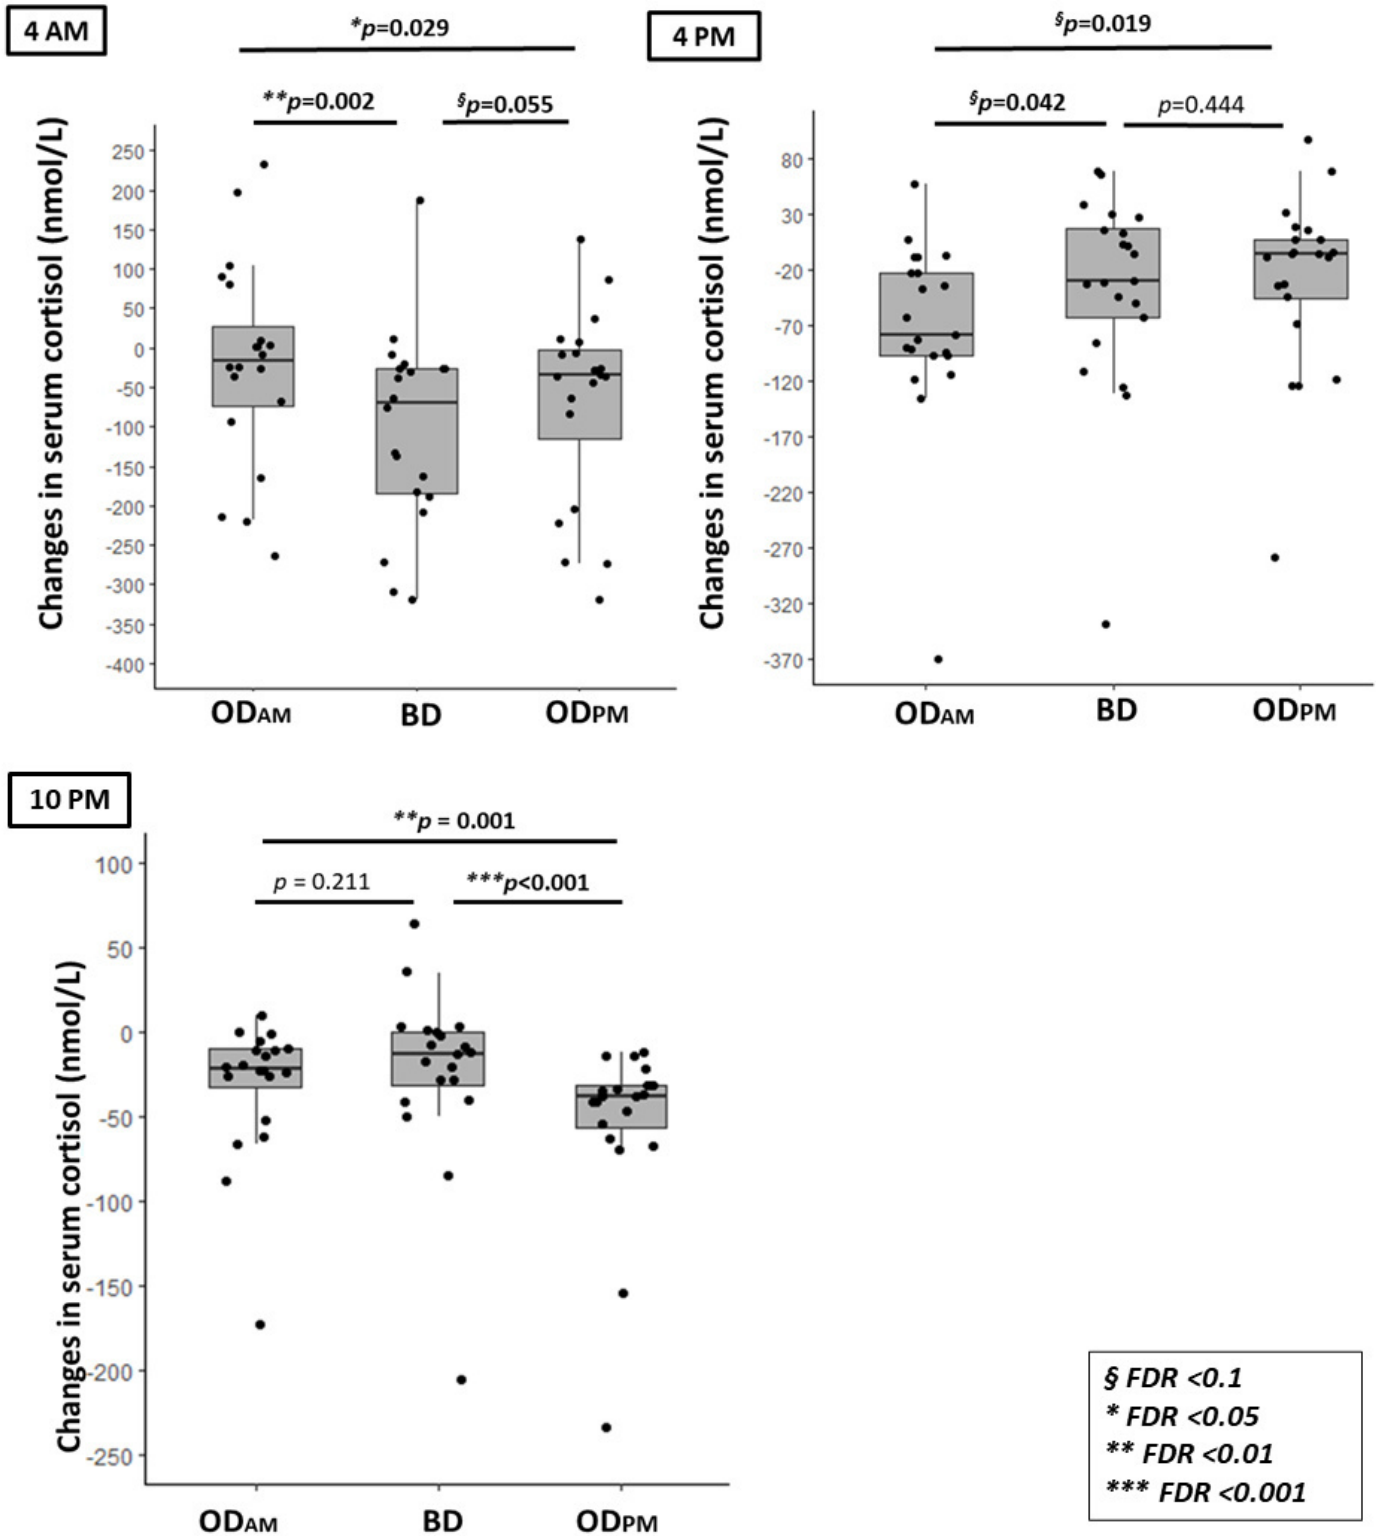 4 AM
*p=0.029
**p=0.002
§p=0.055
Changes in serum cortisol (nmol/L)
250
200
150
100
50
0
-50
-100
-150
-200
-250
-300
-350
-400
ODAM
BD
ODPM
4 PM
§p=0.019
§p=0.042
p=0.444
Changes in serum cortisol (nmol/L)
80
30
-20
-70
-120
-170
-220
-270
-320
-370
ODAM
BD
ODPM
10 PM
**p = 0.001
p = 0.211
***p<0.001
Changes in serum cortisol (nmol/L)
100
50
0
-50
-100
-150
-200
-250
ODAM
BD
ODPM
§ FDR <0.1
* FDR <0.05
** FDR <0.01
*** FDR <0.001